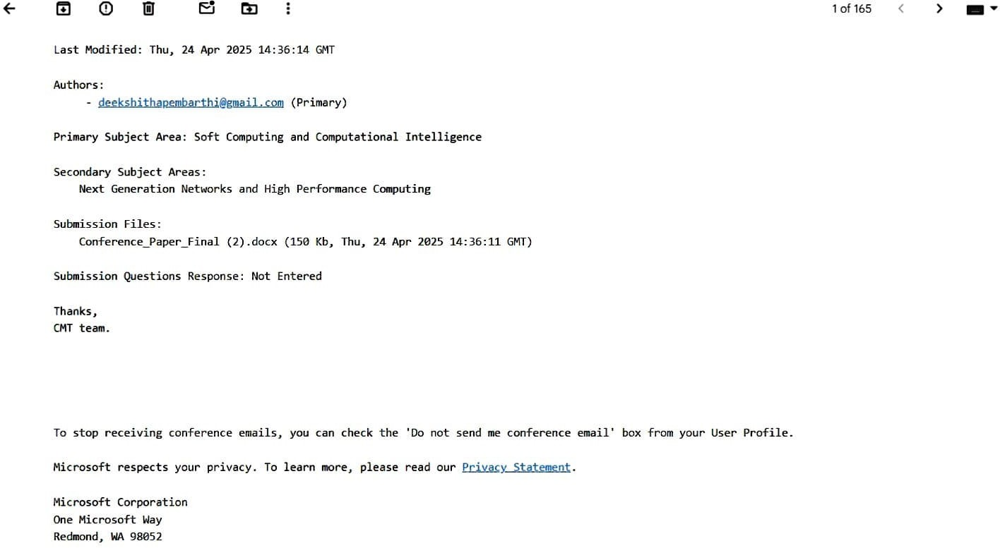 1 of 165
Last Modified: Thu, 24 Apr 2025 14:36:14 GMT
Authors:
- deekshithapembarthi@gmail.com (Primary)
Primary Subject Area: Soft Computing and Computational Intelligence
Secondary Subject Areas:
Next Generation Networks and High Performance Computing
Submission Files:
Conference_Paper_Final (2).docx (150 Kb, Thu, 24 Apr 2025 14:36:11 GMT)
Submission Questions Response: Not Entered
Thanks,
CMT team.
To stop receiving conference emails, you can check the 'Do not send me conference email' box from your User Profile.
Microsoft respects your privacy. To learn more, please read our Privacy Statement.
Microsoft Corporation
One Microsoft Way
Redmond, WA 98052